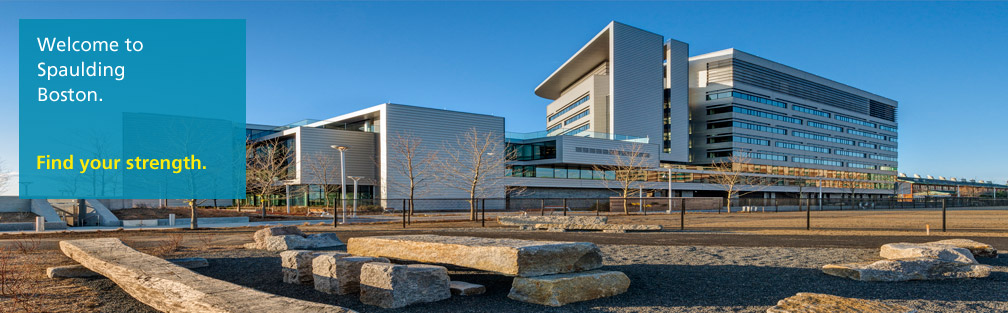 Welcome to
Spaulding
Boston.
Find your strength.